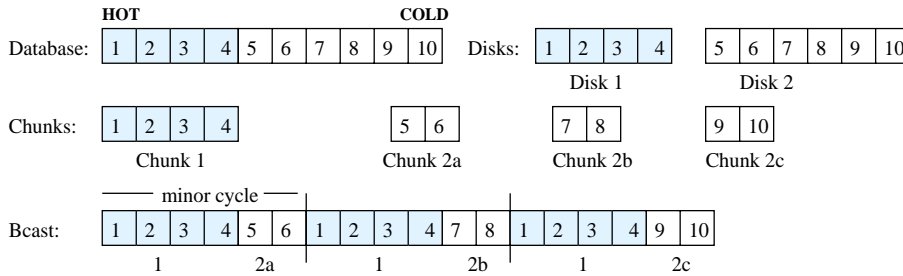 HOT COLD
Database: 1 2 3 4 5 6 7 8 9 10 Disks: 1 2 3 4 5 6 7 8 9 10
Disk 1 Disk 2
Chunks: 1 2 3 4 5 6 7 8 9 10
Chunk 1 Chunk 2a Chunk 2b Chunk 2c
minor cycle
Bcast: 1 2 3 4 5 6 1 2 3 4 7 8 1 2 3 4 9 10
1 2a 1 2b 1 2c